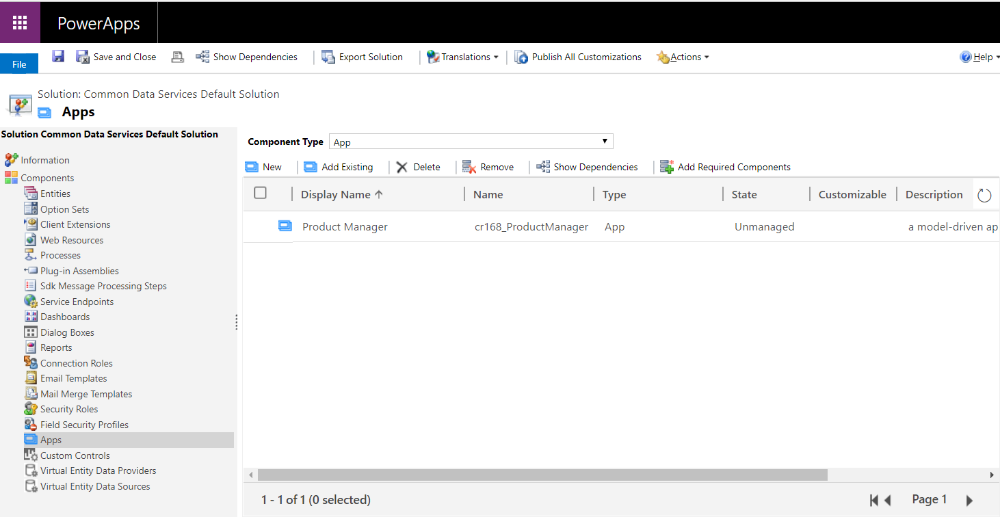 PowerApps
File Save and Close Show Dependencies Export Solution Translations Publish All Customizations Actions Help
Solution: Common Data Services Default Solution
Apps
Solution Common Data Services Default Solution
Information
Components
Entities
Option Sets
Client Extensions
Web Resources
Processes
Plug-in Assemblies
Sdk Message Processing Steps
Service Endpoints
Dashboards
Dialog Boxes
Reports
Connection Roles
Email Templates
Mail Merge Templates
Security Roles
Field Security Profiles
Apps
Custom Controls
Virtual Entity Data Providers
Virtual Entity Data Sources
Component Type App
New Add Existing Delete Remove Show Dependencies Add Required Components
Display Name Name Type State Customizable Description
Product Manager cr168_ProductManager App Unmanaged a model-driven ap
1 - 1 of 1 (0 selected) Page 1